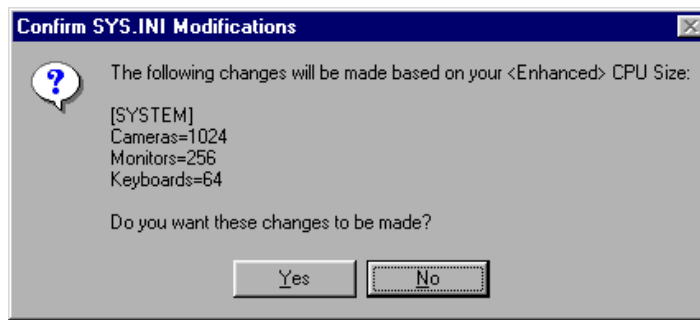 Confirm SYS.INI Modifications
The following changes will be made based on your <Enhanced> CPU Size:
[SYSTEM]
Cameras=1024
Monitors=256
Keyboards=64
Do you want these changes to be made?
Yes No